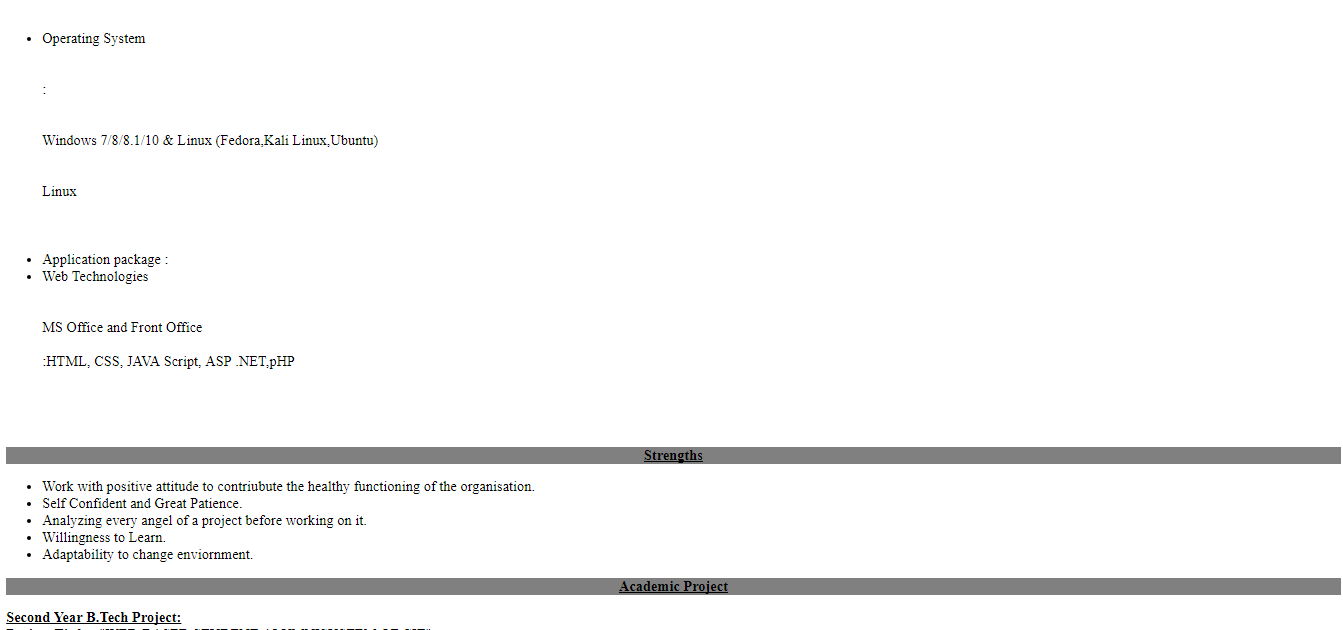 Operating System
:
Windows 7/8/8.1/10 & Linux (Fedora,Kali Linux,Ubuntu)
Linux
Application package :
Web Technologies
MS Office and Front Office
:HTML, CSS, JAVA Script, ASP .NET,pHP
Strengths
Work with positive attitude to contriubute the healthy functioning of the organisation.
Self Confident and Great Patience.
Analyzing every angel of a project before working on it.
Willingness to Learn.
Adaptability to change enviornment.
Academic Project
Second Year B.Tech Project: